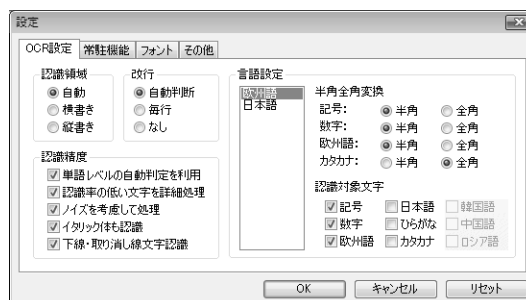 設定
OCR設定 常駐機能 フォント その他
認識領域
自動
横書き
縦書き
改行
自動判断
毎行
なし
認識精度
単語レベルの自動判定を利用
認識率の低い文字を詳細処理
ノイズを考慮して処理
イタリック体も認識
下線・取り消し線文字認識
言語設定
欧州語
日本語
半角全角変換
記号: 半角 全角
数字: 半角 全角
欧州語: 半角 全角
カタカナ: 半角 全角
認識対象文字
記号 日本語 韓国語
数字 ひらがな 中国語
欧州語 カタカナ ロシア語
OK キャンセル リセット